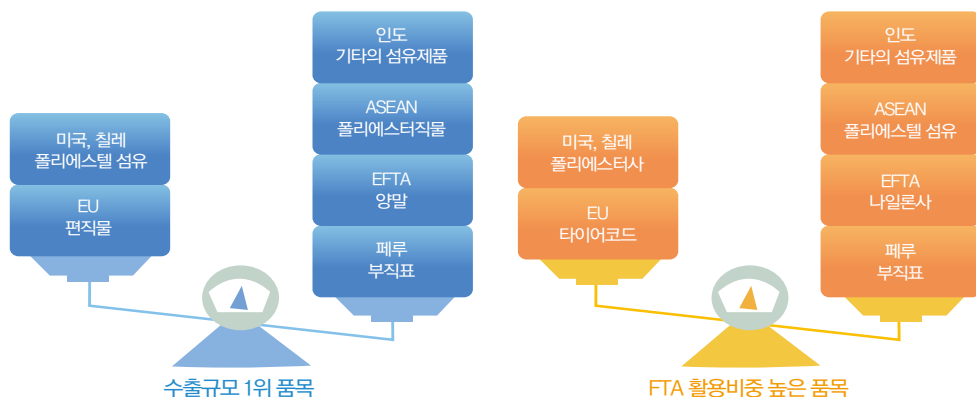 미국, 칠레
폴리에스텔 섬유
EU
편직물
인도
기타의 섬유제품
ASEAN
폴리에스터직물
EFTA
양말
페루
부직표
수출규모 1위 품목
미국, 칠레
폴리에스터사
EU
타이어코드
인도
기타의 섬유제품
ASEAN
폴리에스텔 섬유
EFTA
나일론사
페루
부직표
FTA 활용비중 높은 품목